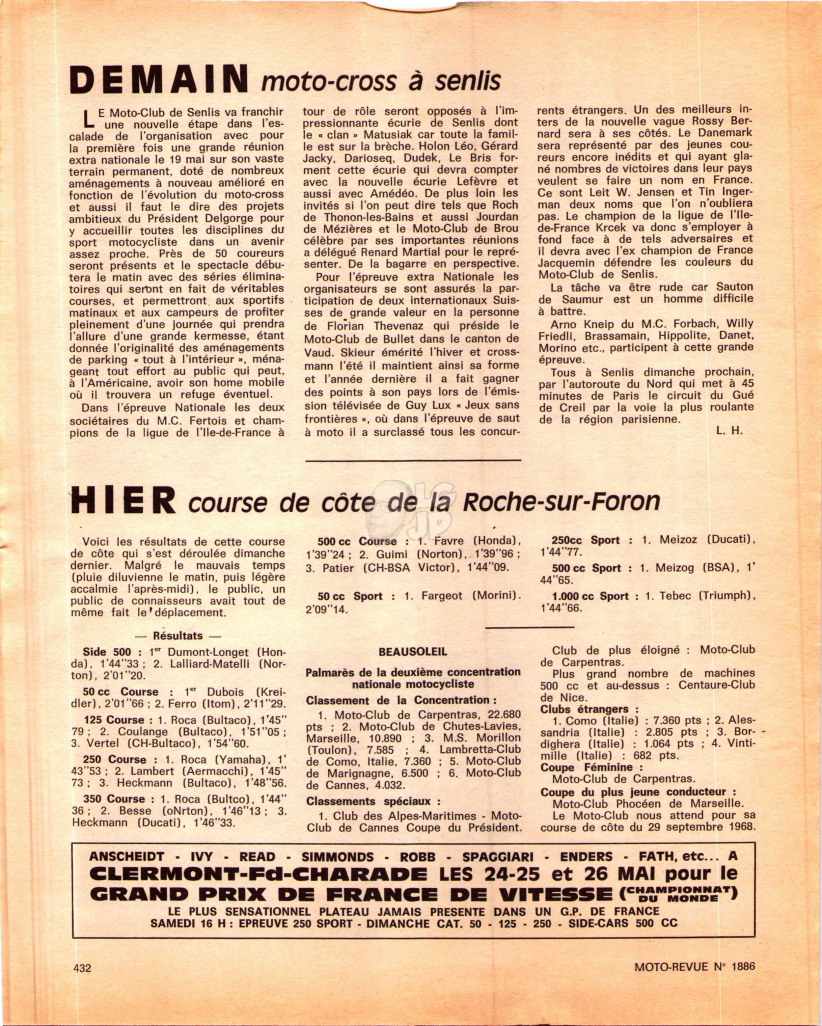 DEMAIN moto-cross à senlis
LE Moto-Club de Senlis va franchir
une nouvelle étape dans l'es-
calade de l'organisation avec pour
la première fois une grande réunion
extra nationale le 19 mai sur son vaste
terrain permanent, doté de nombreux
aménagements à nouveau amélioré en
fonction de l'évolution du moto-cross
et aussi il faut le dire des projets
ambitieux du Président Delgorge pour
y accueillir toutes les disciplines du
sport motocycliste dans un avenir
assez proche. Près de 50 coureurs
seront présents et le spectacle débu-
tera le matin avec des séries élimina-
toires qui seront en fait de véritables
courses, et permettront aux sportifs
matinaux et aux campeurs de profiter
pleinement d'une journée qui prendra
l'allure d'une grande kermesse, étant
donnée l'originalité des aménagements
de parking « tout à l'intérieur », ména-
geant tout effort au public qui peut,
à l'Américaine, avoir son home mobile
où il trouvera un refuge éventuel.
Dans l'épreuve Nationale les deux
sociétaires du M.C. Fertois et cham-
pions de la ligue de l'Ile-de-France à
tour de rôle seront opposés à l'im-
pressionnante écurie de Senlis dont
le « clan » Matusiak car toute la famil-
le est sur la brèche. Holon Léo, Gérard
Jacky, Darioseq, Dudek, Le Bris for-
ment cette écurie qui devra compter
avec la nouvelle écurie Lefèvre et
aussi avec Amédéo. De plus loin les
invités si l'on peut dire tels que Roch
de Thonon-les-Bains et aussi Jourdan
de Mézières et le Moto-Club de Brou
célèbre par ses importantes réunions
a délégué Renard Martial pour le repré-
senter. De la bagarre en perspective.
Pour l'épreuve extra Nationale les
organisateurs se sont assurés la par-
ticipation de deux internationaux Suis-
ses de grande valeur en la personne
de Florian Thevenaz qui préside le
Moto-Club de Bullet dans le canton de
Vaud. Skieur émérité l'hiver et cross-
mann l'été il maintient ainsi sa forme
et l'année dernière il a fait gagner
des points à son pays lors de l'émis-
sion télévisée de Guy Lux « Jeux sans
frontières », où dans l'épreuve de saut
à moto il a surclassé tous les concur-
rents étrangers. Un des meilleurs in-
ters de la nouvelle vague Rossy Ber-
nard sera à ses côtés. Le Danemark
sera représenté par des jeunes cou-
reurs encore inédits et qui ayant gla-
né nombres de victoires dans leur pays
veulent se faire un nom en France.
Ce sont Leit W. Jensen et Tin Inger-
man deux noms que l'on n'oubliera
pas. Le champion de la ligue de l'Ile-
de-France Krcek va donc s'employer à
fond face à de tels adversaires et
il devra avec l'ex champion de France
Jacquemin défendre les couleurs du
Moto-Club de Senlis.
La tâche va être rude car Sauton
de Saumur est un homme difficile
à battre.
Arno Kneip du M.C. Forbach, Willy
Friedli, Brassamain, Hippolite, Danet,
Morino etc., participent à cette grande
épreuve.
Tous à Senlis dimanche prochain,
par l'autoroute du Nord qui met à 45
minutes de Paris le circuit du Gué
de Creil par la voie la plus roulante
de la région parisienne.
L. H.
HIER course de côte de la Roche-sur-Foron
Voici les résultats de cette course
de côte qui s'est déroulée dimanche
dernier. Malgré le mauvais temps
(pluie diluvienne le matin, puis légère
accalmie l'après-midi), le public, un
public de connaisseurs avait tout de
même fait le déplacement.
— Résultats —
Side 500 : 1er Dumont-Longet (Hon-
da), 1'44''33 ; 2. Lalliard-Matelli (Nor-
ton), 2'01''20.
50 cc Course : 1er Dubois (Krei-
dler), 2'01''66 ; 2. Ferro (Itom), 2'11''29.
125 Course : 1. Roca (Bultaco), 1'45''
79 ; 2. Coulange (Bultaco), 1'51''05 ;
3. Vertel (CH-Bultaco), 1'54''60.
250 Course : 1. Roca (Yamaha), 1'
43''53 ; 2. Lambert (Aermacchi), 1'45''
73 ; 3. Heckmann (Bultaco), 1'48''56.
350 Course : 1. Roca (Bultco), 1'44''
36 ; 2. Besse (oNrton), 1'46''13 ; 3.
Heckmann (Ducati), 1'46''33.
500 cc Course : 1. Favre (Honda),
1'39''24 ; 2. Guimi (Norton), 1'39''96 ;
3. Patier (CH-BSA Victor), 1'44''09.
50 cc Sport : 1. Fargeot (Morini).
2'09''14.
250cc Sport : 1. Meizoz (Ducati),
1'44''77.
500 cc Sport : 1. Meizog (BSA), 1'
44''65.
1.000 cc Sport : 1. Tebec (Triumph),
1'44''66.
BEAUSOLEIL
Palmarès de la deuxième concentration
nationale motocycliste
Classement de la Concentration :
1. Moto-Club de Carpentras, 22.680
pts ; 2. Moto-Club de Chutes-Lavies,
Marseille, 10.890 ; 3. M.S. Morillon
(Toulon), 7.585 ; 4. Lambretta-Club
de Como, Italie, 7.360 ; 5. Moto-Club
de Marignagne, 6.500 ; 6, Moto-Club
de Cannes, 4.032.
Classements spéciaux :
1. Club des Alpes-Maritimes - Moto-
Club de Cannes Coupe du Président.
Club de plus éloigné : Moto-Club
de Carpentras.
Plus grand nombre de machines
500 cc et au-dessus : Centaure-Club
de Nice.
Clubs étrangers :
1. Como (Italie) : 7.360 pts ; 2. Ales-
sandria (Italie) : 2.805 pts ; 3. Bor-
dighera (Italie) : 1.064 pts ; 4. Vinti-
mille (Italie) : 682 pts.
Coupe Féminine :
Moto-Club de Carpentras.
Coupe du plus jeune conducteur :
Moto-Club Phocéen de Marseille.
Le Moto-Club nous attend pour sa
course de côte du 29 septembre 1968.
ANSCHEIDT - IVY - READ - SIMMONDS - ROBB - SPAGGIARI - ENDERS - FATH, etc... A
CLERMONT-Fd-CHARADE LES 24-25 et 26 MAI pour le
GRAND PRIX DE FRANCE DE VITESSE (CHAMPIONNAT DU MONDE)
LE PLUS SENSATIONNEL PLATEAU JAMAIS PRESENTE DANS UN G.P. DE FRANCE
SAMEDI 16 H : EPREUVE 250 SPORT - DIMANCHE CAT. 50 - 125 - 250 - SIDE-CARS 500 CC
432
MOTO-REVUE N° 1886